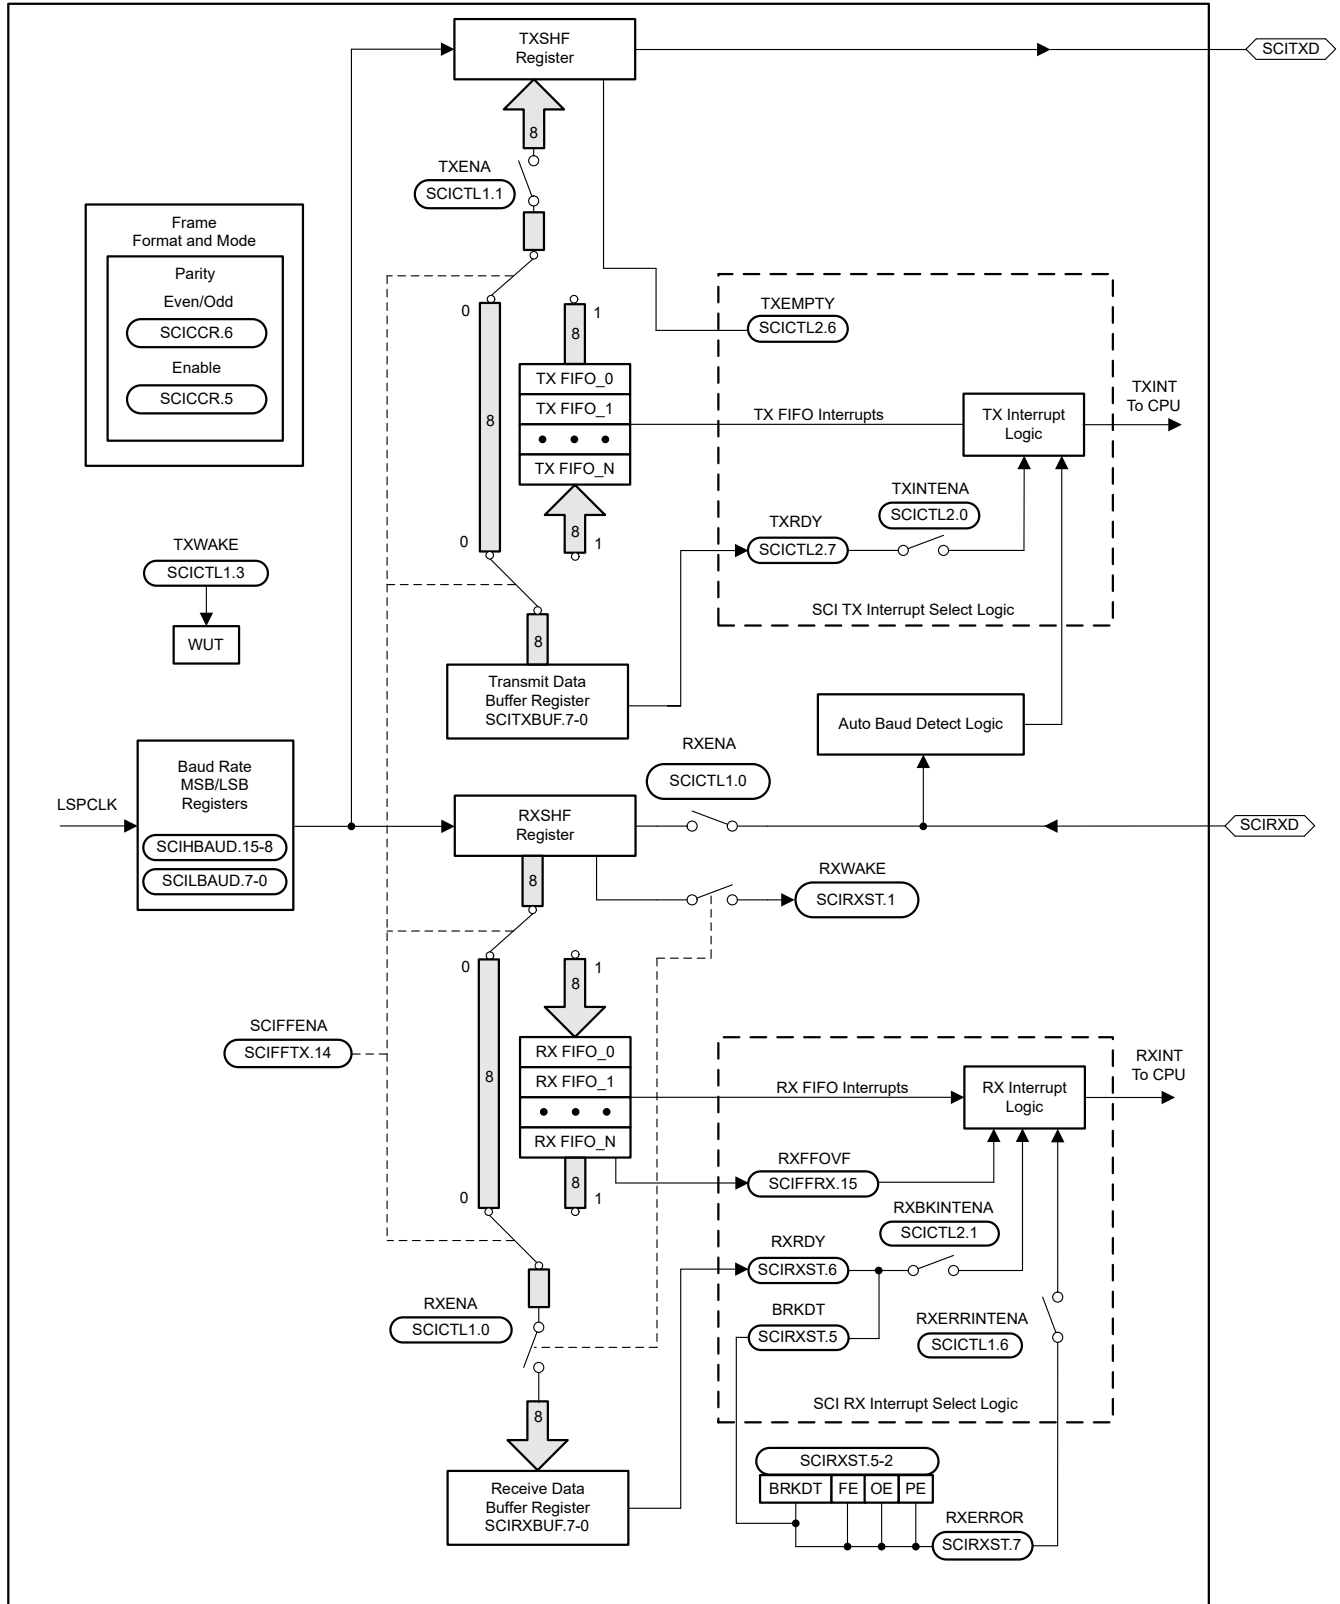 TXSHF
Register
SCITXD
8
TXENA
SCICTL1.1
Frame
Format and Mode
Parity
Even/Odd
SCICCR.6
Enable
SCICCR.5
0
1
8
TX FIFO_0
TX FIFO_1
TX FIFO_N
8
8
0
1
TXEMPTY
SCICTL2.6
TX FIFO Interrupts
TX Interrupt
Logic
TXINT
To CPU
TXINTENA
SCICTL2.0
TXRDY
SCICTL2.7
SCI TX Interrupt Select Logic
TXWAKE
SCICTL1.3
WUT
8
Transmit Data
Buffer Register
SCITXBUF.7-0
Auto Baud Detect Logic
RXENA
SCICTL1.0
Baud Rate
MSB/LSB
Registers
SCIHBAUD.15-8
SCILBAUD.7-0
LSPCLK
RXSHF
Register
SCIRXD
8
RXWAKE
SCIRXST.1
0
1
8
SCIFFENA
SCIFFTX.14
RX FIFO_0
RX FIFO_1
RX FIFO_N
8
8
0
1
RX FIFO Interrupts
RX Interrupt
Logic
RXINT
To CPU
RXFFOVF
SCIFFRX.15
RXBKINTENA
SCICTL2.1
RXRDY
SCIRXST.6
BRKDT
SCIRXST.5
RXERRINTENA
SCICTL1.6
SCI RX Interrupt Select Logic
RXENA
SCICTL1.0
8
Receive Data
Buffer Register
SCIRXBUF.7-0
SCIRXST.5-2
BRKDT FE OE PE
RXERROR
SCIRXST.7